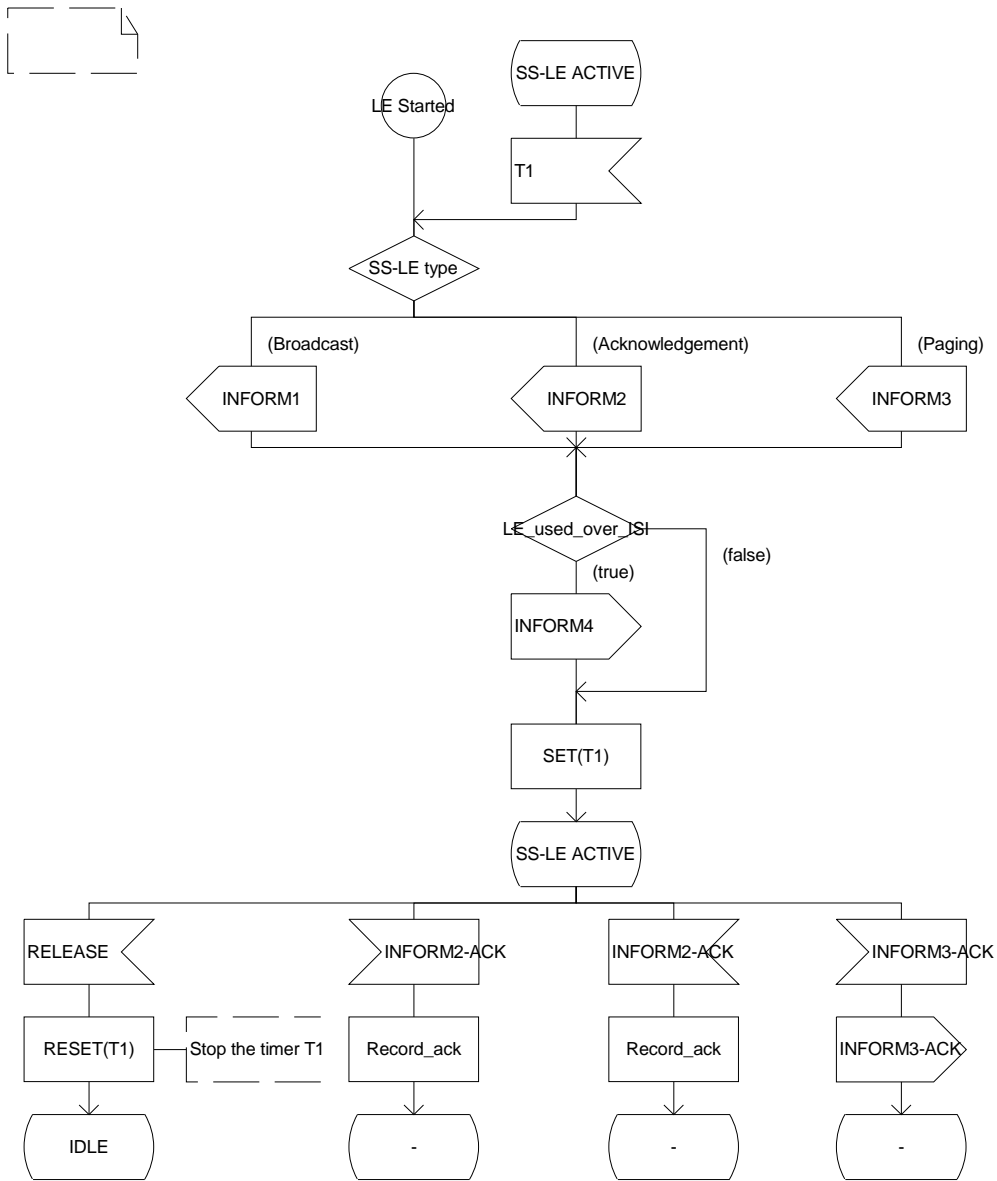 SS-LE ACTIVE
LE Started
T1
SS-LE type
(Broadcast)
(Acknowledgement)
(Paging)
INFORM1
INFORM2
INFORM3
LE_used_over_ISI
(false)
(true)
INFORM4
SET(T1)
SS-LE ACTIVE
RELEASE
INFORM2-ACK
INFORM2-ACK
INFORM3-ACK
RESET(T1)
Stop the timer T1
Record_ack
Record_ack
INFORM3-ACK
IDLE
-
-
-